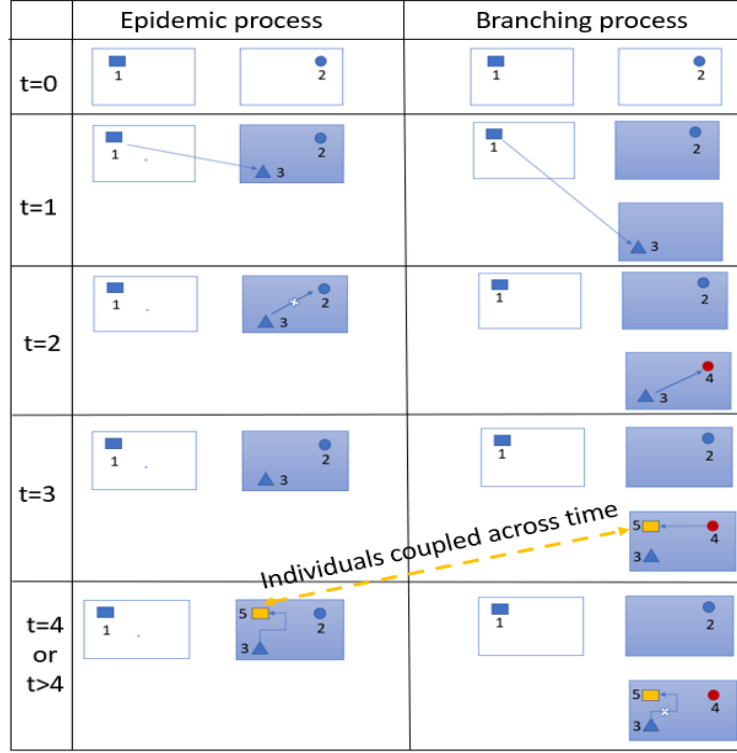 Epidemic process Branching process
t=0
1 2 1 2
t=1
1 2 3 1 2
3
t=2
1 2 3 1 2
3 4
t=3
1 2 3 1 2
5 4
3
Individuals coupled across time
t=4
or
t>4
1 5 2 3 1 2
5 4
3